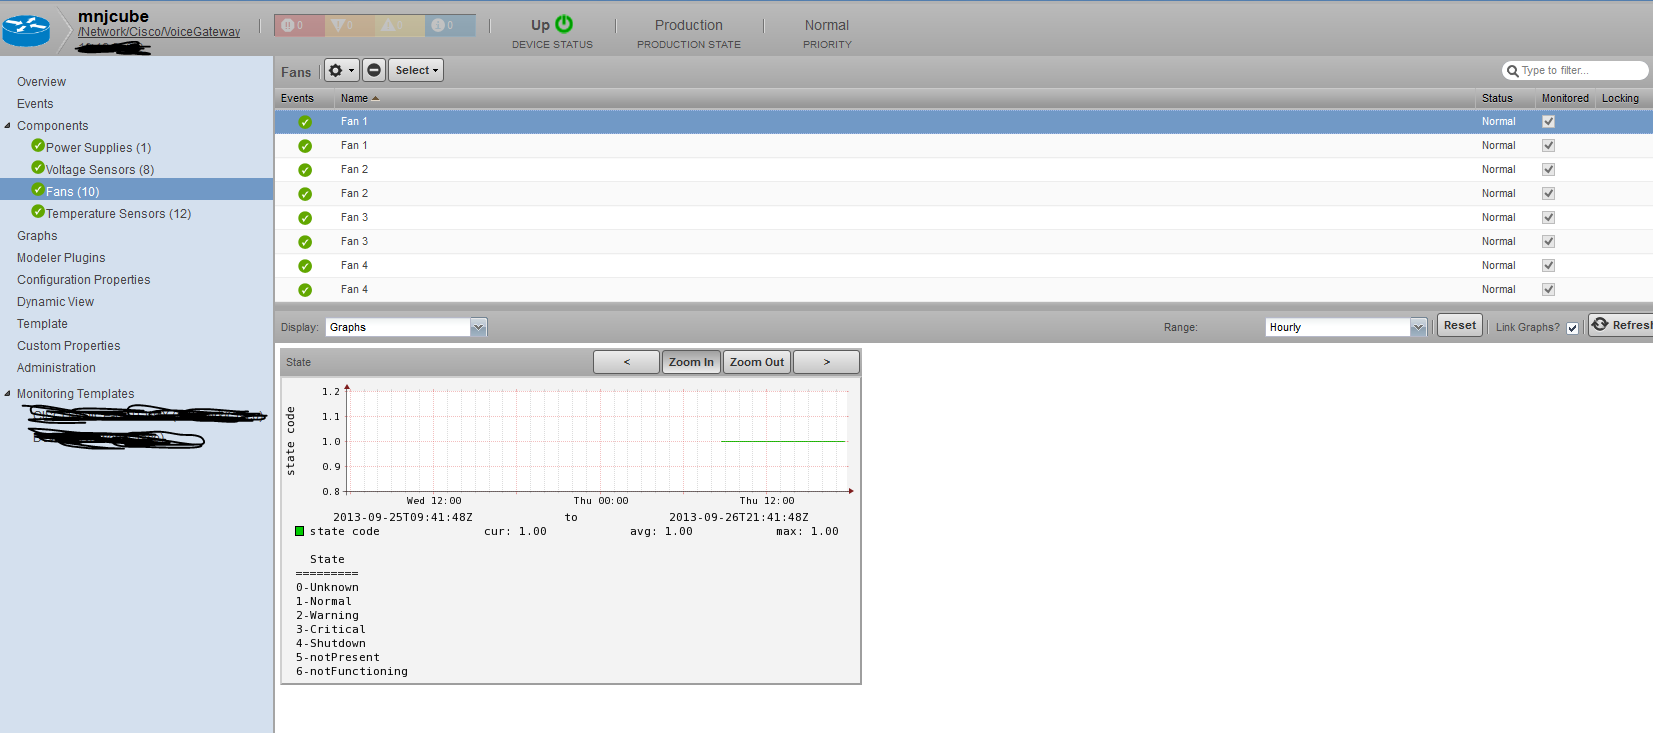 mnjcube
/Network/Cisco/VoiceGateway
0 0 0 0
Up
DEVICE STATUS
Production
PRODUCTION STATE
Normal
PRIORITY
Overview
Events
Components
Power Supplies (1)
Voltage Sensors (8)
Fans (10)
Temperature Sensors (12)
Graphs
Modeler Plugins
Configuration Properties
Dynamic View
Template
Custom Properties
Administration
Monitoring Templates
Fans Select Type to filter...
Events Name Status Monitored Locking
Fan 1 Normal
Fan 1 Normal
Fan 2 Normal
Fan 2 Normal
Fan 3 Normal
Fan 3 Normal
Fan 4 Normal
Fan 4 Normal
Display: Graphs Range: Hourly Reset Link Graphs? Refresh
State < Zoom In Zoom Out >
state code
1.2
1.1
1.0
0.9
0.8
Wed 12:00 Thu 00:00 Thu 12:00
2013-09-25T09:41:48Z to 2013-09-26T21:41:48Z
state code cur: 1.00 avg: 1.00 max: 1.00
State
=========
0-Unknown
1-Normal
2-Warning
3-Critical
4-Shutdown
5-notPresent
6-notFunctioning